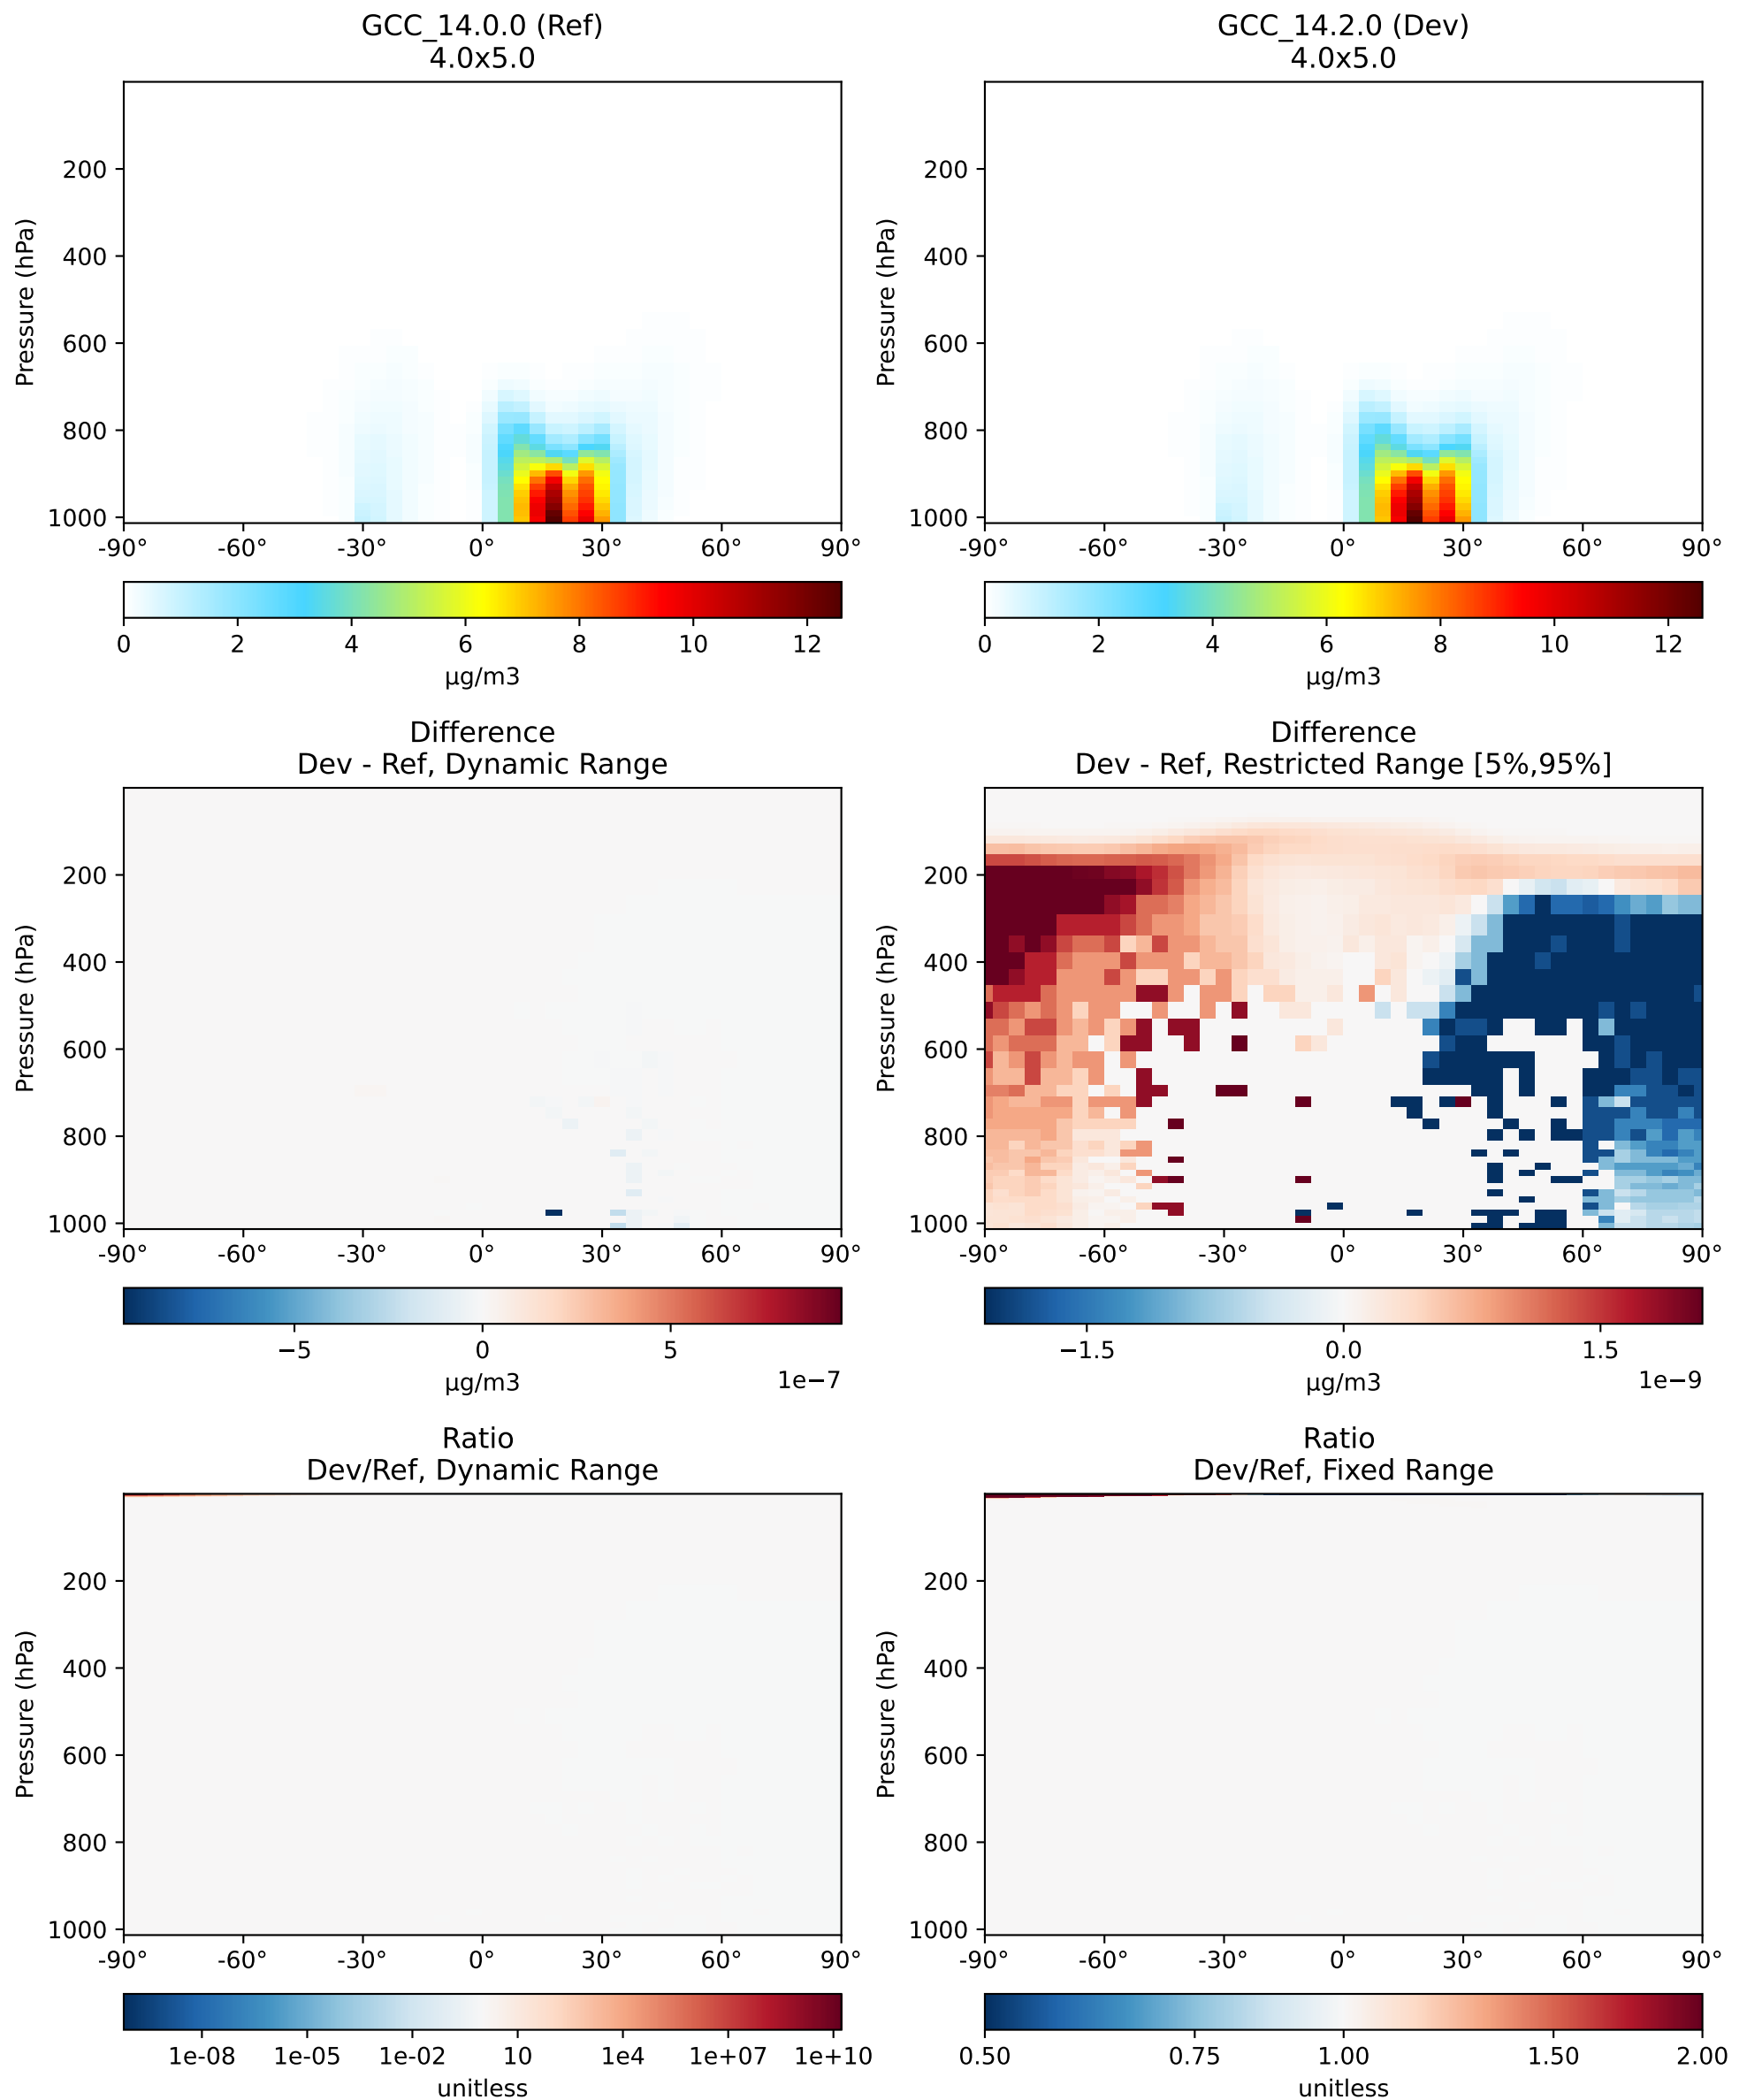 GCC_14.0.0 (Ref)
4.0x5.0
Pressure (hPa)
200
400
600
800
1000
-90° -60° -30° 0° 30° 60° 90°
0 2 4 6 8 10 12
µg/m3
GCC_14.2.0 (Dev)
4.0x5.0
Pressure (hPa)
200
400
600
800
1000
-90° -60° -30° 0° 30° 60° 90°
0 2 4 6 8 10 12
µg/m3
Difference
Dev - Ref, Dynamic Range
Pressure (hPa)
200
400
600
800
1000
-90° -60° -30° 0° 30° 60° 90°
−5 0 5
µg/m3 1e−7
Difference
Dev - Ref, Restricted Range [5%,95%]
Pressure (hPa)
200
400
600
800
1000
-90° -60° -30° 0° 30° 60° 90°
−1.5 0.0 1.5
µg/m3 1e−9
Ratio
Dev/Ref, Dynamic Range
Pressure (hPa)
200
400
600
800
1000
-90° -60° -30° 0° 30° 60° 90°
1e-08 1e-05 1e-02 10 1e+4 1e+07 1e+10
unitless
Ratio
Dev/Ref, Fixed Range
Pressure (hPa)
200
400
600
800
1000
-90° -60° -30° 0° 30° 60° 90°
0.50 0.75 1.00 1.50 2.00
unitless